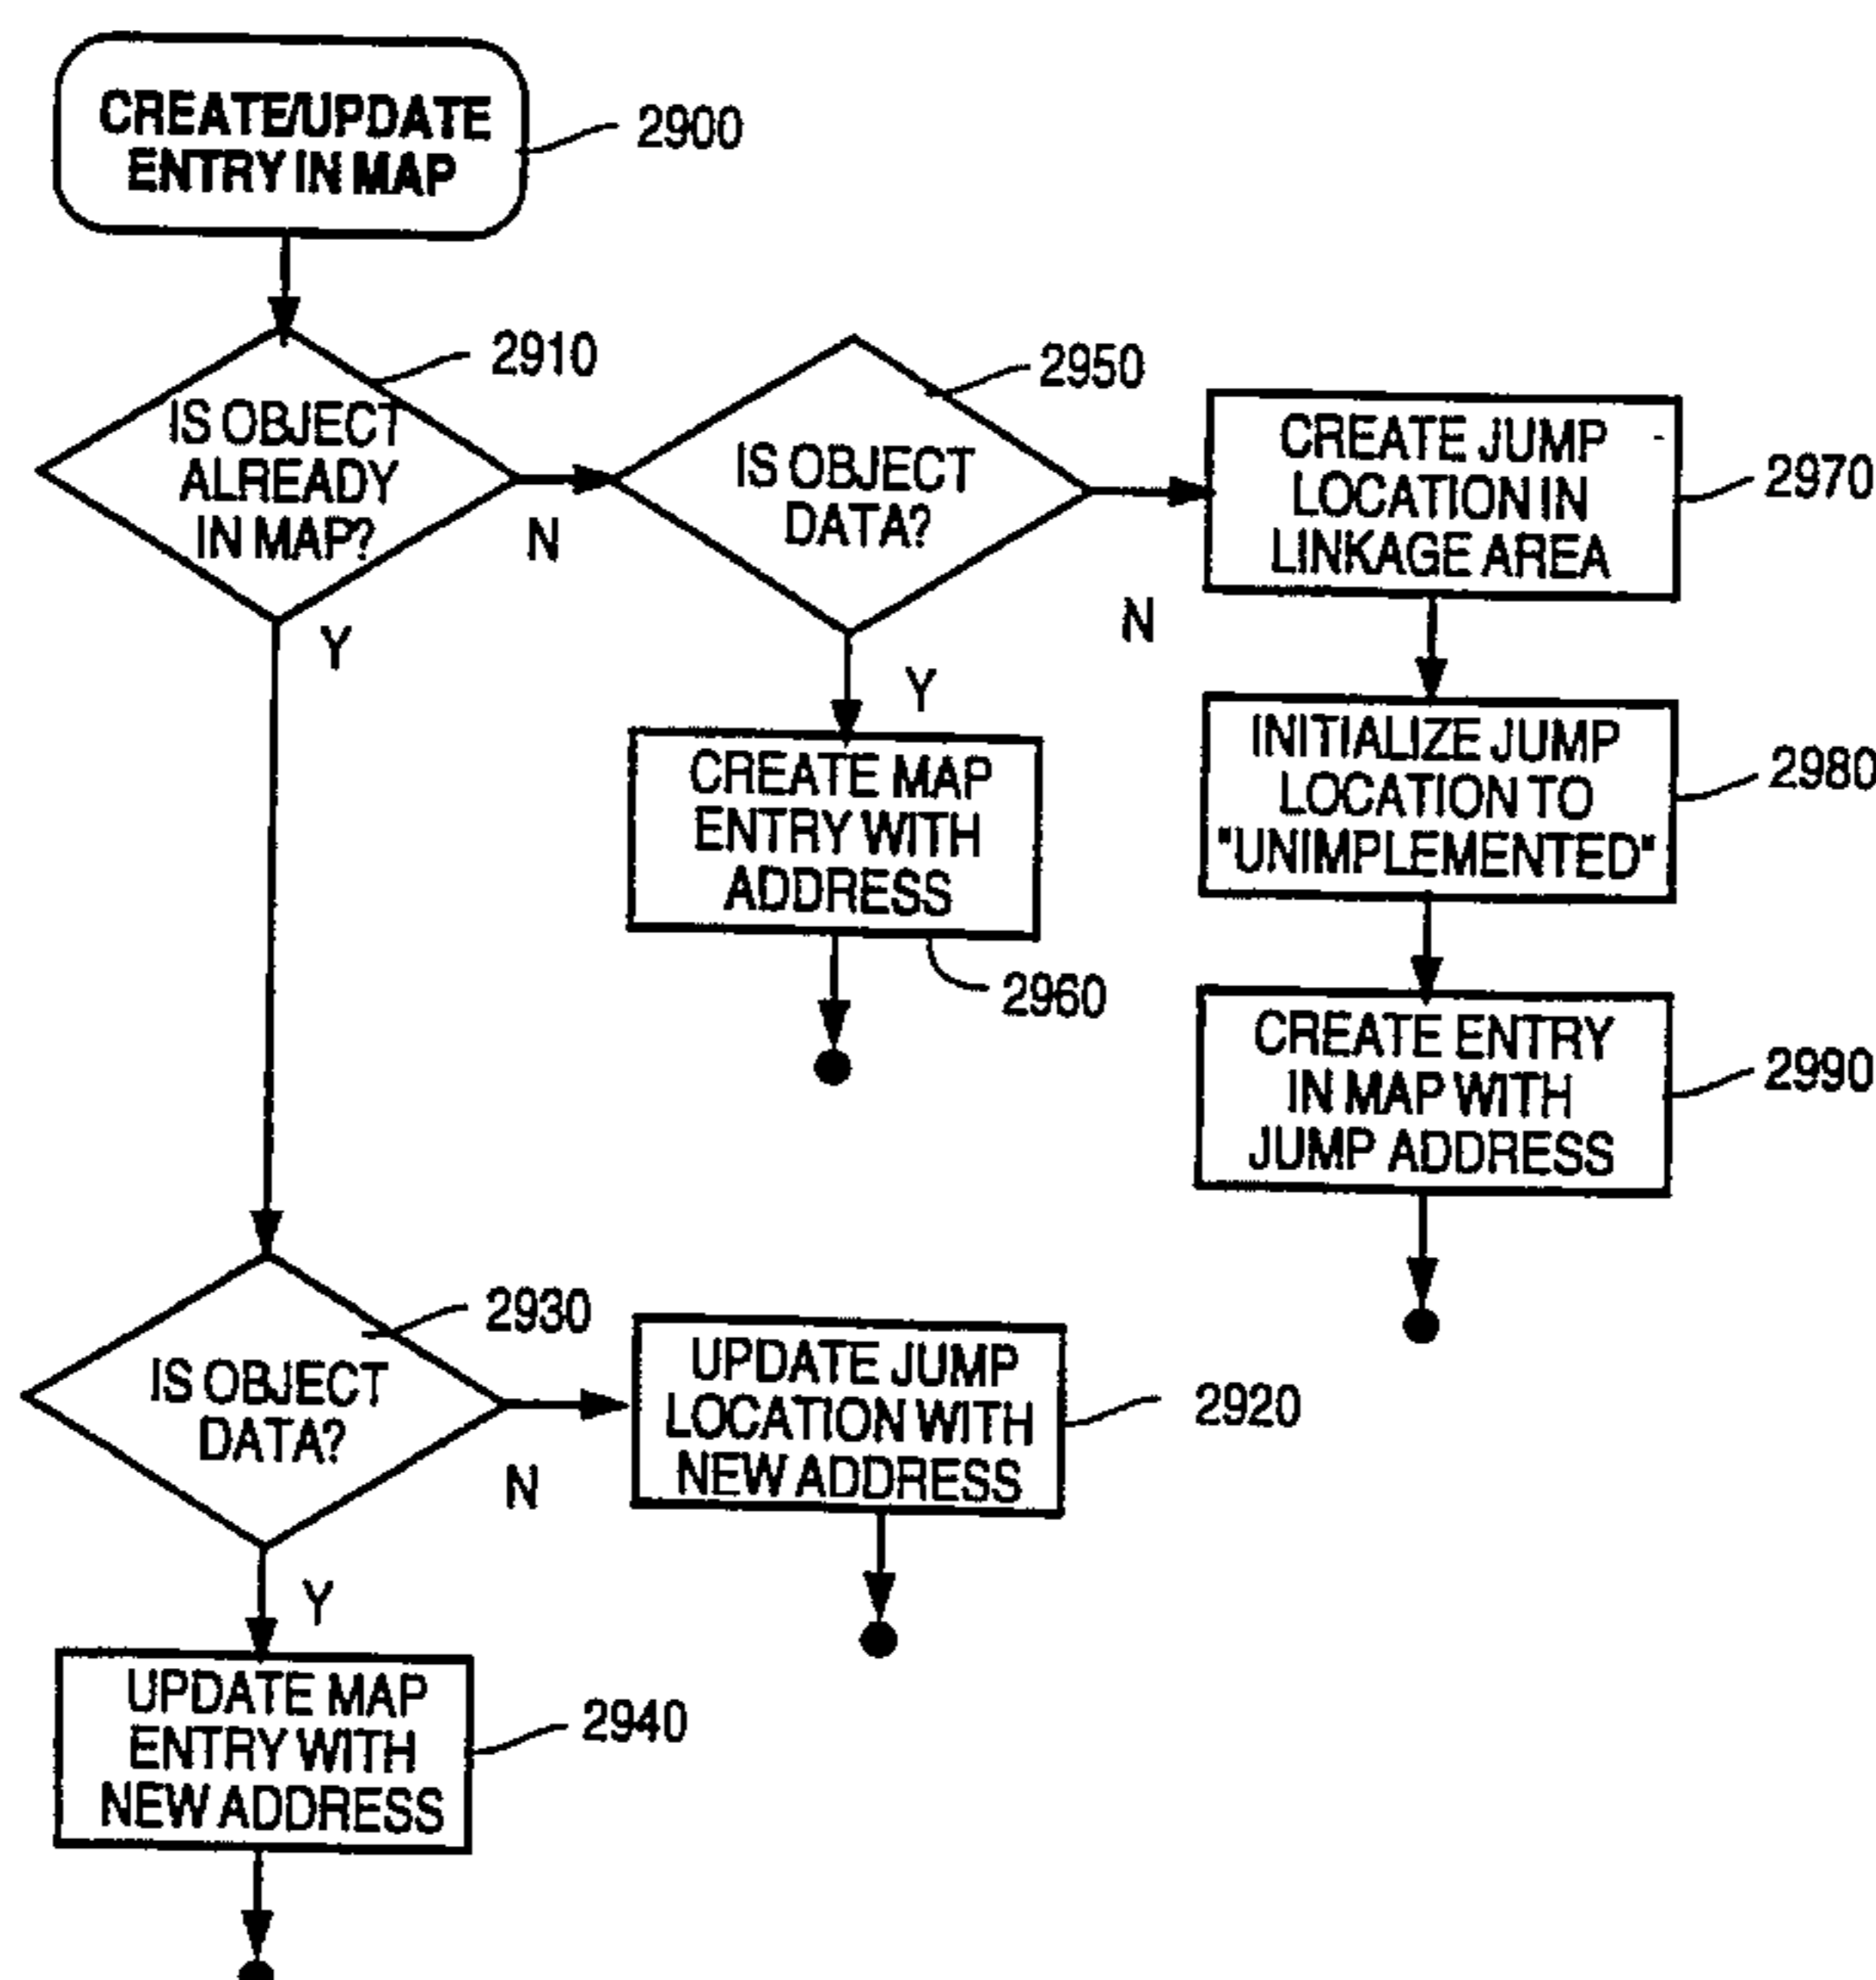 CREATE/UPDATE
ENTRY IN MAP
2900
2910
IS OBJECT
ALREADY
IN MAP?
N
Y
2950
IS OBJECT
DATA?
N
Y
CREATE JUMP
LOCATION IN
LINKAGE AREA
2970
INITIALIZE JUMP
LOCATION TO
"UNIMPLEMENTED"
2980
CREATE MAP
ENTRY WITH
ADDRESS
2960
CREATE ENTRY
IN MAP WITH
JUMP ADDRESS
2990
2930
IS OBJECT
DATA?
N
Y
UPDATE JUMP
LOCATION WITH
NEW ADDRESS
2920
UPDATE MAP
ENTRY WITH
NEW ADDRESS
2940